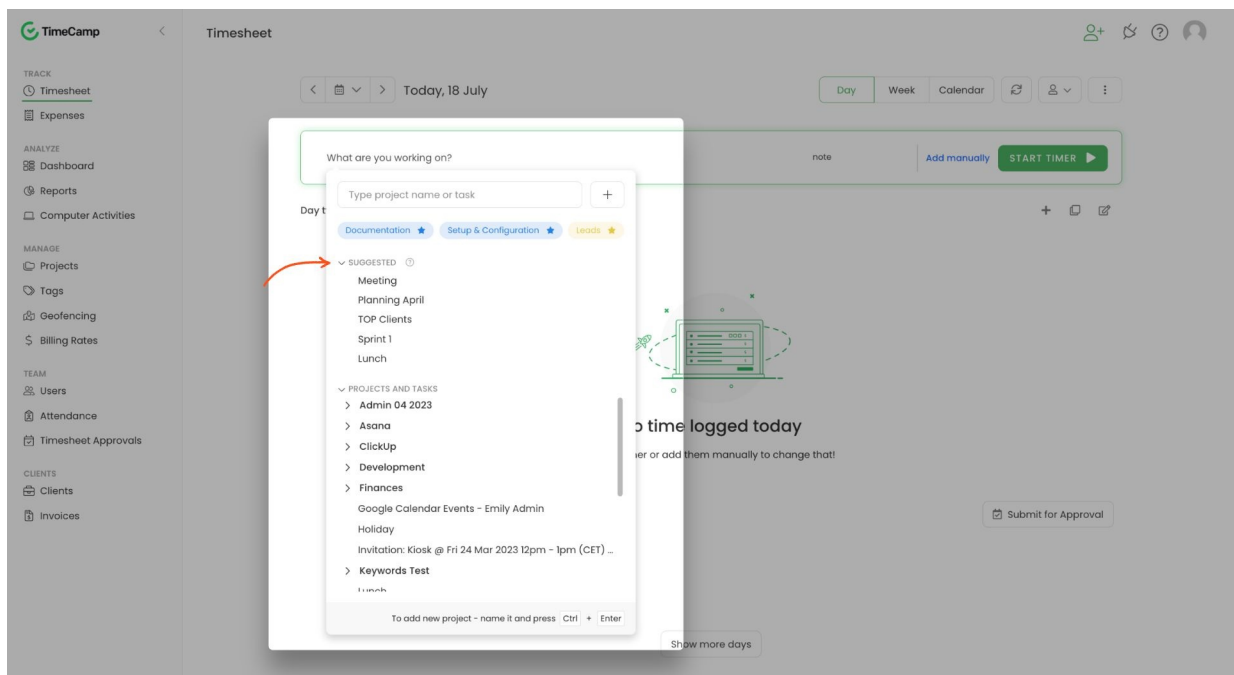 TimeCamp
Timesheet
TRACK
Timesheet
Expenses
ANALYZE
Dashboard
Reports
Computer Activities
MANAGE
Projects
Tags
Geofencing
Billing Rates
TEAM
Users
Attendance
Timesheet Approvals
CLIENTS
Clients
Invoices
Today, 18 July
Day Week Calendar
What are you working on? note Add manually START TIMER
Day t
Type project name or task
Documentation Setup & Configuration Leads
SUGGESTED
Meeting
Planning April
TOP Clients
Sprint 1
Lunch
PROJECTS AND TASKS
Admin 04 2023
Asana
ClickUp
Development
Finances
Google Calendar Events - Emily Admin
Holiday
Invitation: Kiosk @ Fri 24 Mar 2023 12pm - 1pm (CET) ...
Keywords Test
Lunch
To add new project - name it and press Ctrl + Enter
o time logged today
er or add them manually to change that!
Submit for Approval
Show more days